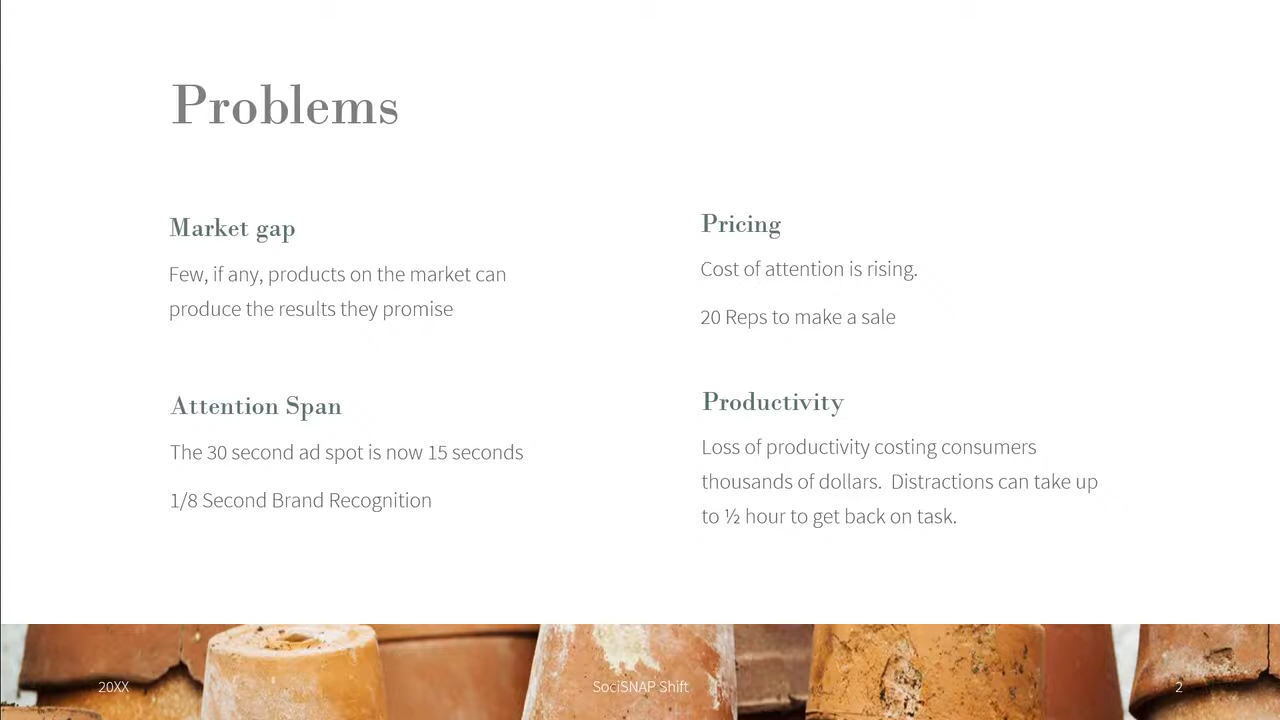 Problems
Market gap
Few, if any, products on the market can
produce the results they promise
Pricing
Cost of attention is rising.
20 Reps to make a sale
Attention Span
The 30 second ad spot is now 15 seconds
1/8 Second Brand Recognition
Productivity
Loss of productivity costing consumers
thousands of dollars.  Distractions can take up
to ½ hour to get back on task.
20XX
SociSNAP Shift
2